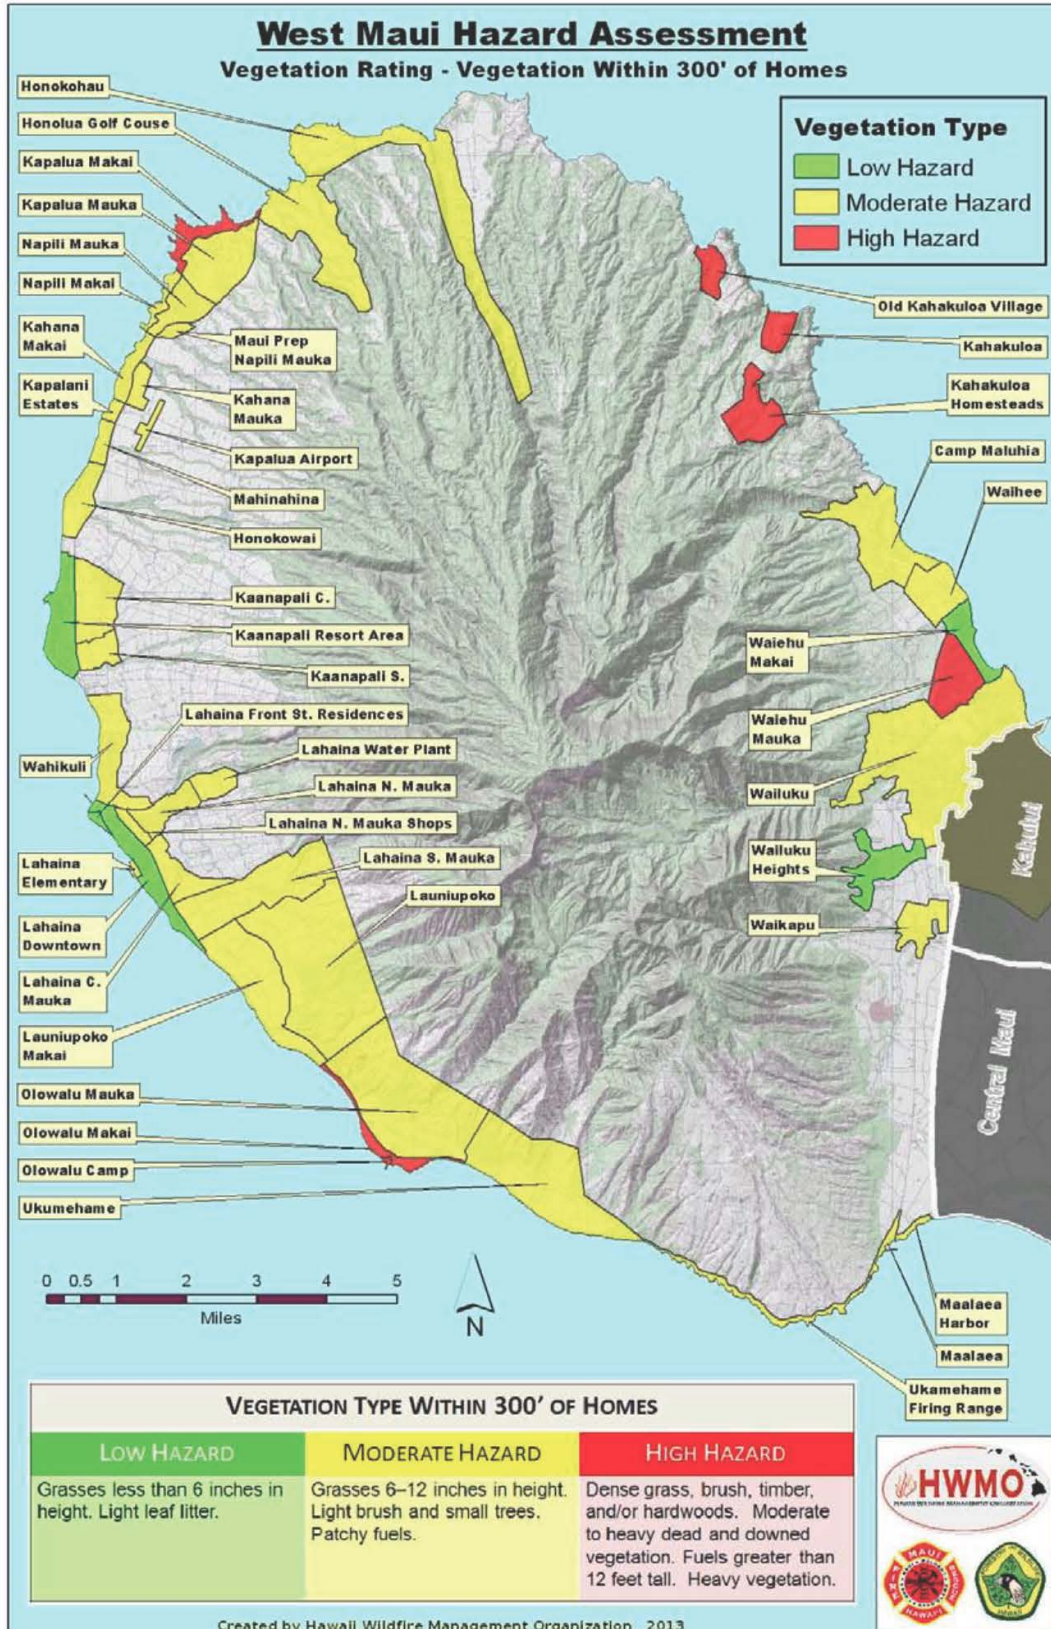 West Maui Hazard Assessment
Vegetation Rating - Vegetation Within 300' of Homes
Vegetation Type
Low Hazard
Moderate Hazard
High Hazard
Honokohau
Honolua Golf Couse
Kapalua Makai
Kapalua Mauka
Napili Mauka
Napili Makai
Kahana
Makai
Kapalani
Estates
Maui Prep
Napili Mauka
Kahana
Mauka
Kapalua Airport
Mahinahina
Honokowai
Kaanapali C.
Kaanapali Resort Area
Kaanapali S.
Lahaina Front St. Residences
Lahaina Water Plant
Wahikuli
Lahaina N. Mauka
Lahaina N. Mauka Shops
Lahaina S. Mauka
Launiupoko
Lahaina
Elementary
Lahaina
Downtown
Lahaina C.
Mauka
Launiupoko
Makai
Olowalu Mauka
Olowalu Makai
Olowalu Camp
Ukumehame
Old Kahakuloa Village
Kahakuloa
Kahakuloa
Homesteads
Camp Maluhia
Waihee
Waiehu
Makai
Waiehu
Mauka
Wailuku
Wailuku
Heights
Waikapu
Kahului
Central Maui
Maalaea
Harbor
Maalaea
Ukamehame
Firing Range
0 0.5 1 2 3 4 5
Miles
N
VEGETATION TYPE WITHIN 300' OF HOMES
LOW HAZARD
Grasses less than 6 inches in
height. Light leaf litter.
MODERATE HAZARD
Grasses 6–12 inches in height.
Light brush and small trees.
Patchy fuels.
HIGH HAZARD
Dense grass, brush, timber,
and/or hardwoods. Moderate
to heavy dead and downed
vegetation. Fuels greater than
12 feet tall. Heavy vegetation.
HWMO
MAUI
FIRE
HAWAII
Created by Hawaii Wildfire Management Organization 2013